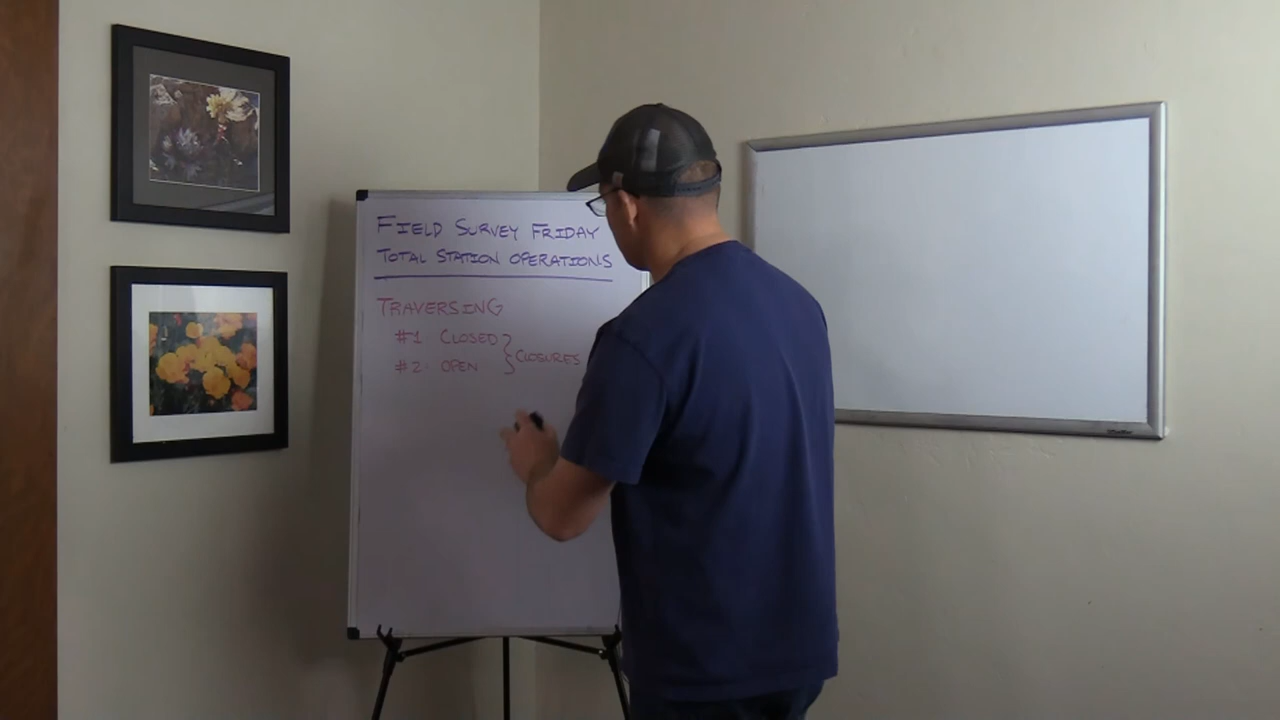 FIELD SURVEY FRIDAY
TOTAL STATION OPERATIONS
TRAVERSING
#1: CLOSED
#2: OPEN
} CLOSURES